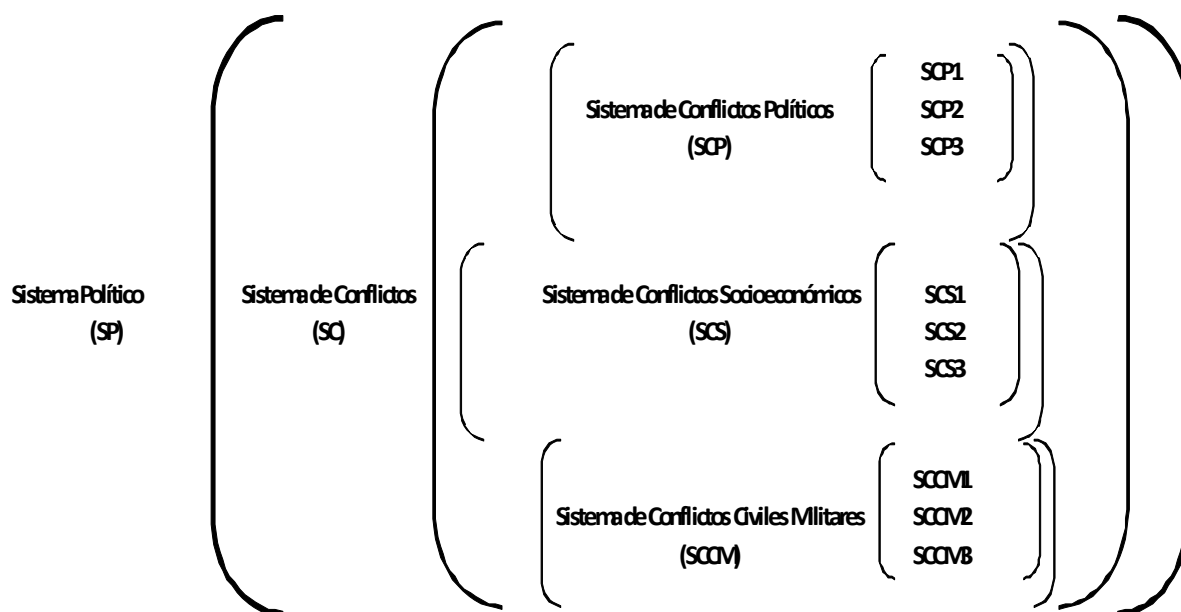 SCP1
Sistema de Conflictos Políticos
SCP2
(SCP)
SCP3
Sistema Político
Sistema de Conflictos
Sistema de Conflictos Socioeconómicos
SCS1
(SP)
(SC)
(SCS)
SCS2
SCS3
SCCM1
Sistema de Conflictos Civiles Militares
SCCM2
(SCCM)
SCCM3